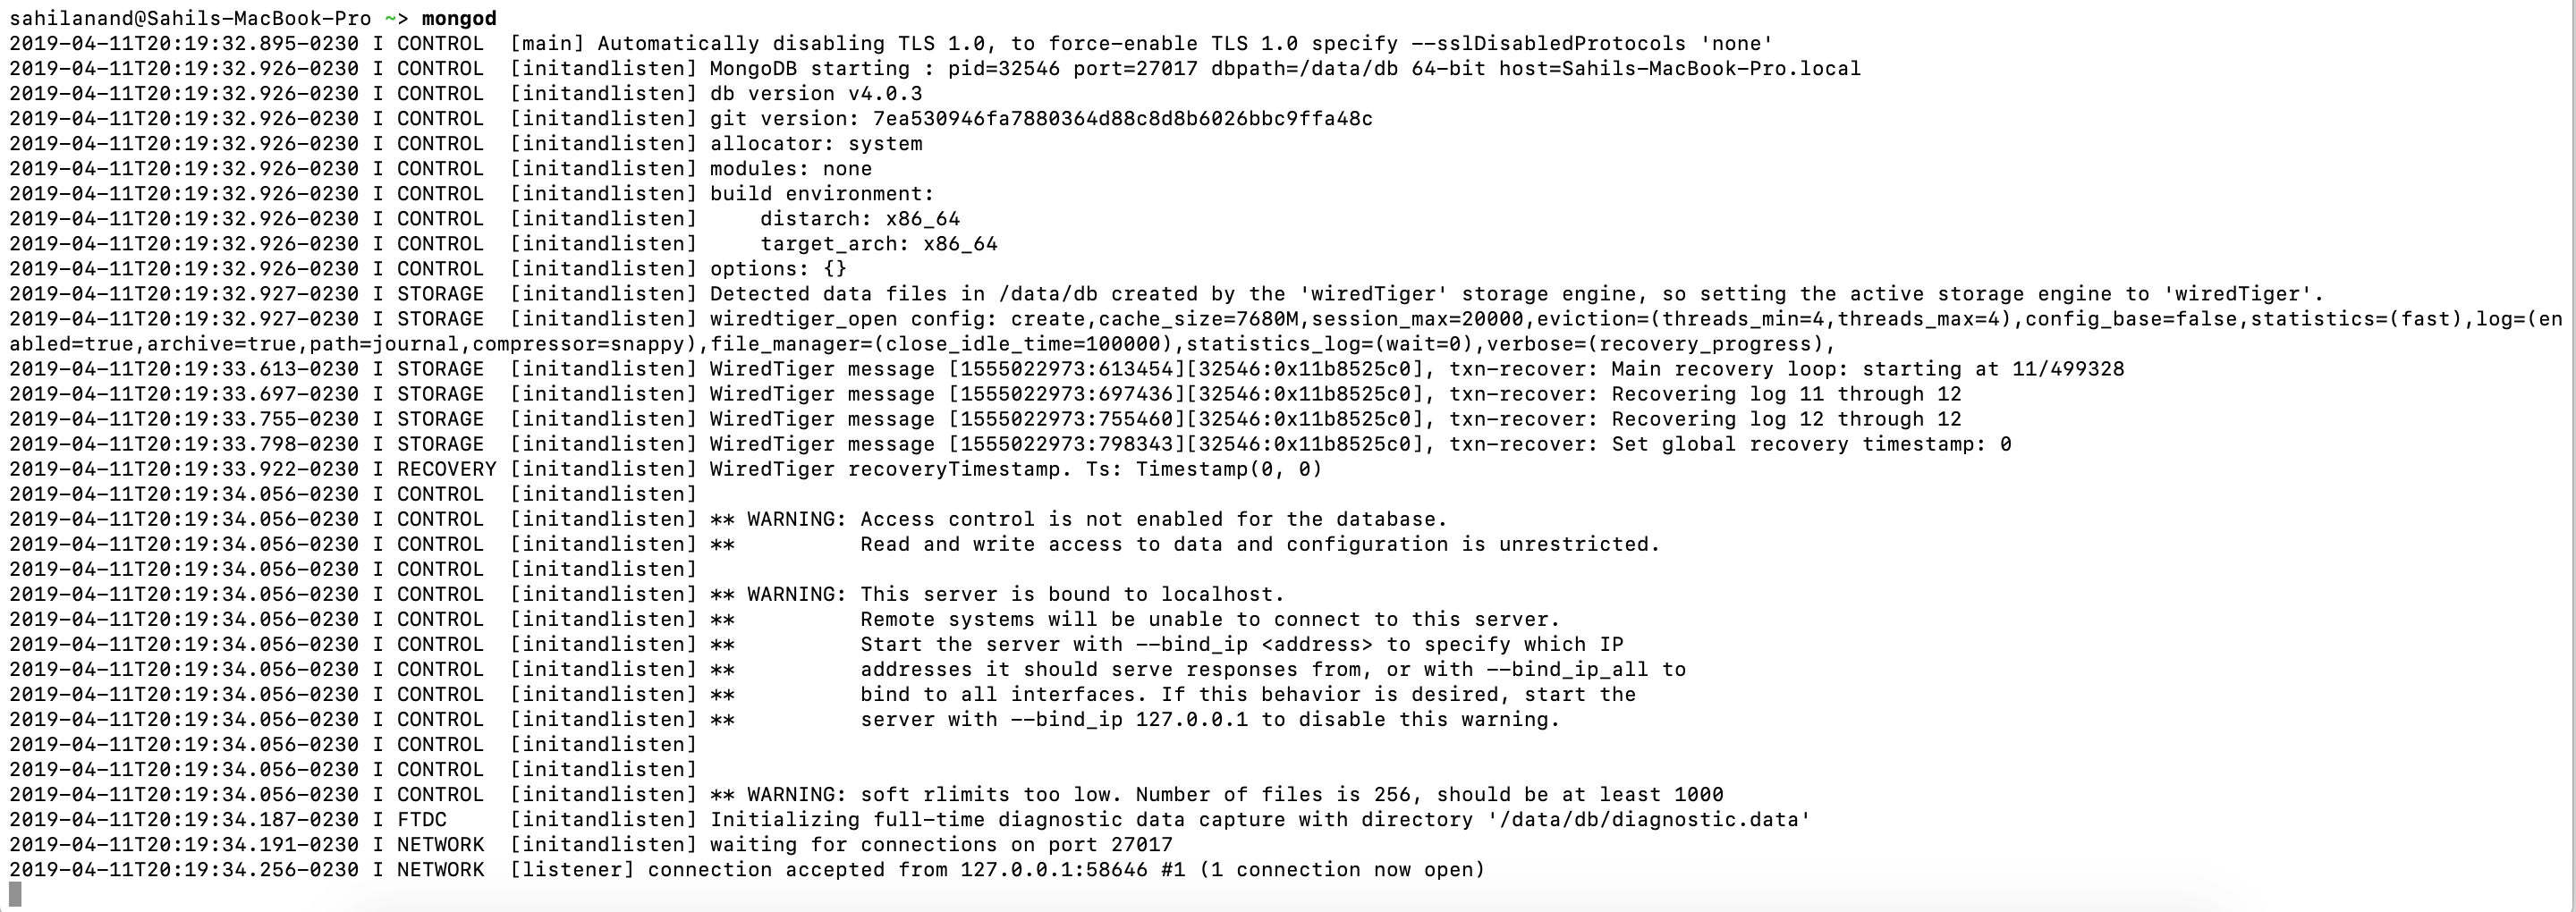 sahilanand@Sahils-MacBook-Pro ~> mongod
2019-04-11T20:19:32.895-0230 I CONTROL  [main] Automatically disabling TLS 1.0, to force-enable TLS 1.0 specify --sslDisabledProtocols 'none'
2019-04-11T20:19:32.926-0230 I CONTROL  [initandlisten] MongoDB starting : pid=32546 port=27017 dbpath=/data/db 64-bit host=Sahils-MacBook-Pro.local
2019-04-11T20:19:32.926-0230 I CONTROL  [initandlisten] db version v4.0.3
2019-04-11T20:19:32.926-0230 I CONTROL  [initandlisten] git version: 7ea530946fa7880364d88c8d8b6026bbc9ffa48c
2019-04-11T20:19:32.926-0230 I CONTROL  [initandlisten] allocator: system
2019-04-11T20:19:32.926-0230 I CONTROL  [initandlisten] modules: none
2019-04-11T20:19:32.926-0230 I CONTROL  [initandlisten] build environment:
2019-04-11T20:19:32.926-0230 I CONTROL  [initandlisten]     distarch: x86_64
2019-04-11T20:19:32.926-0230 I CONTROL  [initandlisten]     target_arch: x86_64
2019-04-11T20:19:32.926-0230 I CONTROL  [initandlisten] options: {}
2019-04-11T20:19:32.927-0230 I STORAGE  [initandlisten] Detected data files in /data/db created by the 'wiredTiger' storage engine, so setting the active storage engine to 'wiredTiger'.
2019-04-11T20:19:32.927-0230 I STORAGE  [initandlisten] wiredtiger_open config: create,cache_size=7680M,session_max=20000,eviction=(threads_min=4,threads_max=4),config_base=false,statistics=(fast),log=(en
abled=true,archive=true,path=journal,compressor=snappy),file_manager=(close_idle_time=100000),statistics_log=(wait=0),verbose=(recovery_progress),
2019-04-11T20:19:33.613-0230 I STORAGE  [initandlisten] WiredTiger message [1555022973:613454][32546:0x11b8525c0], txn-recover: Main recovery loop: starting at 11/499328
2019-04-11T20:19:33.697-0230 I STORAGE  [initandlisten] WiredTiger message [1555022973:697436][32546:0x11b8525c0], txn-recover: Recovering log 11 through 12
2019-04-11T20:19:33.755-0230 I STORAGE  [initandlisten] WiredTiger message [1555022973:755460][32546:0x11b8525c0], txn-recover: Recovering log 12 through 12
2019-04-11T20:19:33.798-0230 I STORAGE  [initandlisten] WiredTiger message [1555022973:798343][32546:0x11b8525c0], txn-recover: Set global recovery timestamp: 0
2019-04-11T20:19:33.922-0230 I RECOVERY [initandlisten] WiredTiger recoveryTimestamp. Ts: Timestamp(0, 0)
2019-04-11T20:19:34.056-0230 I CONTROL  [initandlisten]
2019-04-11T20:19:34.056-0230 I CONTROL  [initandlisten] ** WARNING: Access control is not enabled for the database.
2019-04-11T20:19:34.056-0230 I CONTROL  [initandlisten] **          Read and write access to data and configuration is unrestricted.
2019-04-11T20:19:34.056-0230 I CONTROL  [initandlisten]
2019-04-11T20:19:34.056-0230 I CONTROL  [initandlisten] ** WARNING: This server is bound to localhost.
2019-04-11T20:19:34.056-0230 I CONTROL  [initandlisten] **          Remote systems will be unable to connect to this server.
2019-04-11T20:19:34.056-0230 I CONTROL  [initandlisten] **          Start the server with --bind_ip <address> to specify which IP
2019-04-11T20:19:34.056-0230 I CONTROL  [initandlisten] **          addresses it should serve responses from, or with --bind_ip_all to
2019-04-11T20:19:34.056-0230 I CONTROL  [initandlisten] **          bind to all interfaces. If this behavior is desired, start the
2019-04-11T20:19:34.056-0230 I CONTROL  [initandlisten] **          server with --bind_ip 127.0.0.1 to disable this warning.
2019-04-11T20:19:34.056-0230 I CONTROL  [initandlisten]
2019-04-11T20:19:34.056-0230 I CONTROL  [initandlisten]
2019-04-11T20:19:34.056-0230 I CONTROL  [initandlisten] ** WARNING: soft rlimits too low. Number of files is 256, should be at least 1000
2019-04-11T20:19:34.187-0230 I FTDC     [initandlisten] Initializing full-time diagnostic data capture with directory '/data/db/diagnostic.data'
2019-04-11T20:19:34.191-0230 I NETWORK  [initandlisten] waiting for connections on port 27017
2019-04-11T20:19:34.256-0230 I NETWORK  [listener] connection accepted from 127.0.0.1:58646 #1 (1 connection now open)